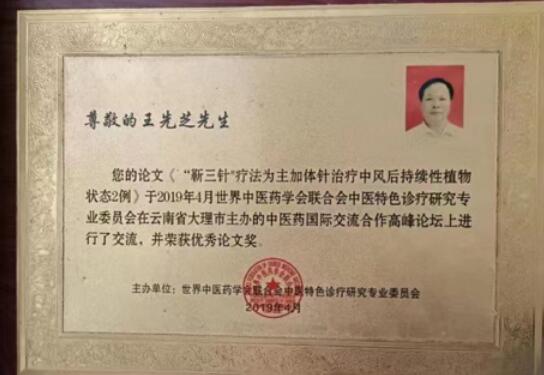 尊敬的王先芝先生
您的论文《“靳三针”疗法为主加体针治疗中风后持续性植物
状态2例》于2019年4月世界中医药学会联合会中医特色诊疗研究专
业委员会在云南省大理市主办的中医药国际交流合作高峰论坛上进
行了交流，并荣获优秀论文奖。
主办单位：世界中医药学会联合会中医特色诊疗研究专业委员会
2019年4月